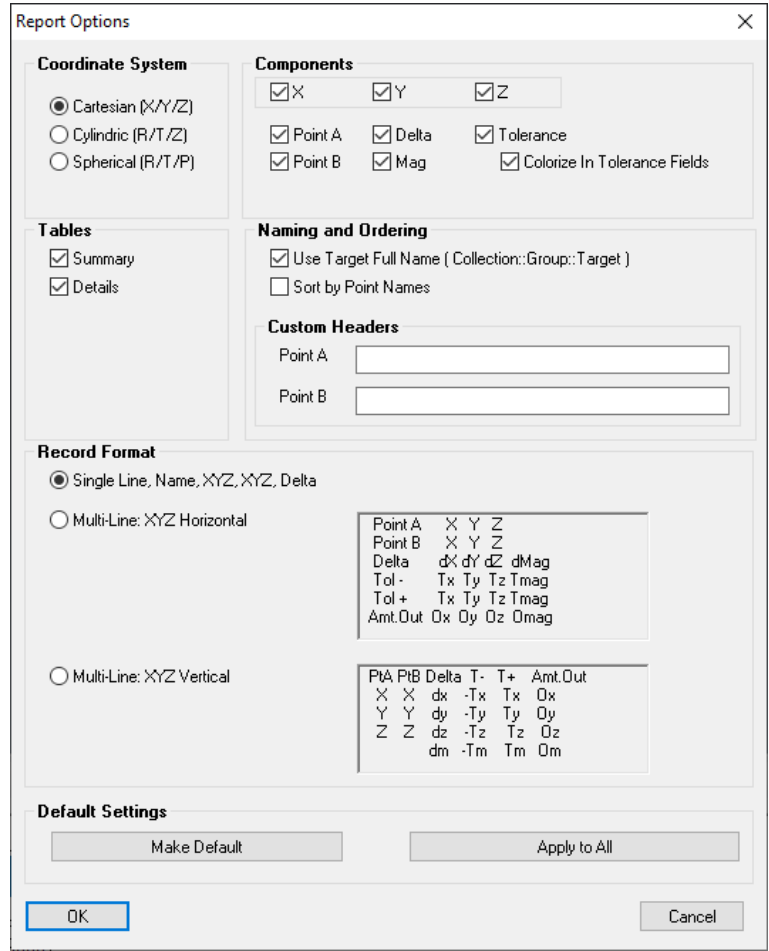 Report Options
Coordinate System
Cartesian (X/Y/Z)
Cylindric (R/T/Z)
Spherical (R/T/P)
Components
X Y Z
Point A Delta Tolerance
Point B Mag Colorize In Tolerance Fields
Tables
Summary
Details
Naming and Ordering
Use Target Full Name ( Collection::Group::Target )
Sort by Point Names
Custom Headers
Point A
Point B
Record Format
Single Line, Name, XYZ, XYZ, Delta
Multi-Line: XYZ Horizontal
Point A X Y Z
Point B X Y Z
Delta dX dY dZ dMag
Tol - Tx Ty Tz Tmag
Tol + Tx Ty Tz Tmag
Amt.Out Ox Oy Oz Omag
Multi-Line: XYZ Vertical
PtA PtB Delta T- T+ Amt.Out
X X dx -Tx Tx Ox
Y Y dy -Ty Ty Oy
Z Z dz -Tz Tz Oz
dm -Tm Tm Om
Default Settings
Make Default Apply to All
OK Cancel